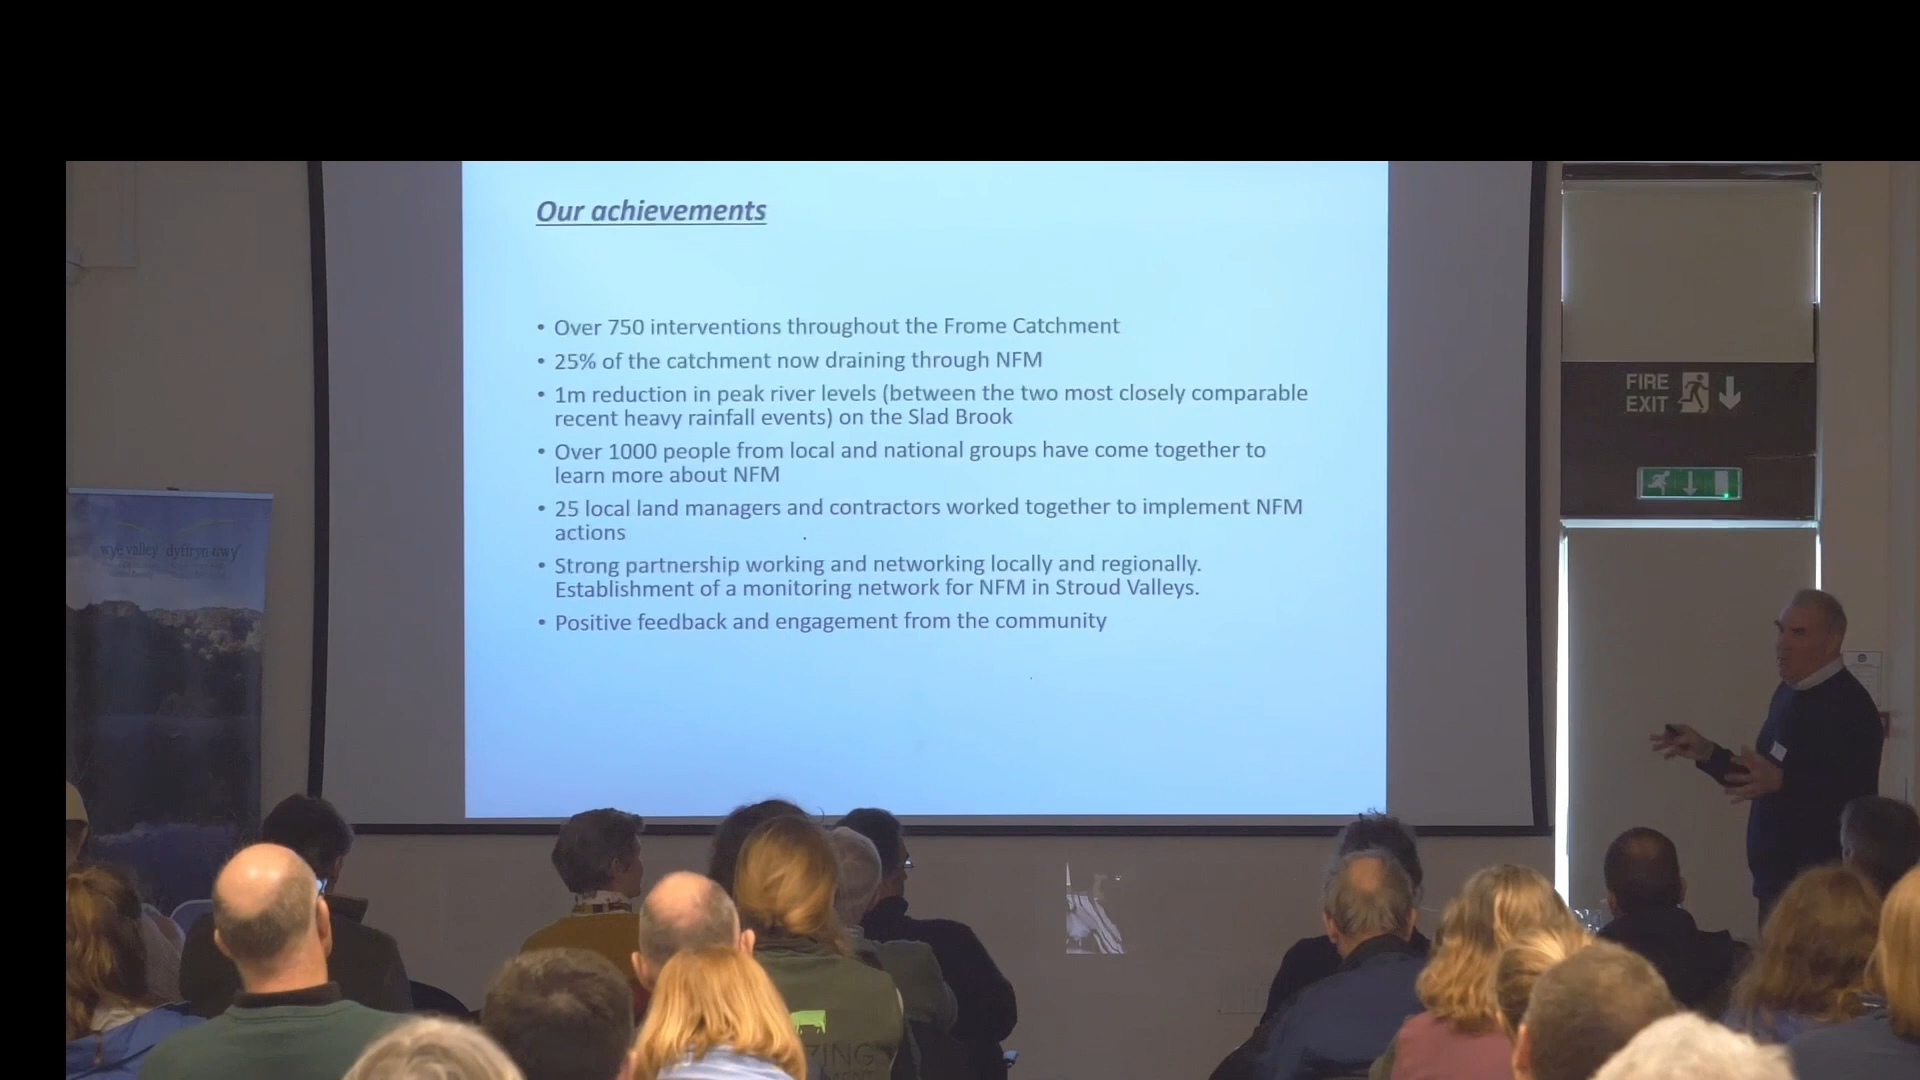 Our achievements
• Over 750 interventions throughout the Frome Catchment
• 25% of the catchment now draining through NFM
• 1m reduction in peak river levels (between the two most closely comparable
recent heavy rainfall events) on the Slad Brook
• Over 1000 people from local and national groups have come together to
learn more about NFM
• 25 local land managers and contractors worked together to implement NFM
actions
• Strong partnership working and networking locally and regionally.
Establishment of a monitoring network for NFM in Stroud Valleys.
• Positive feedback and engagement from the community
FIRE
EXIT
wye valley dyffryn gwy
ZING